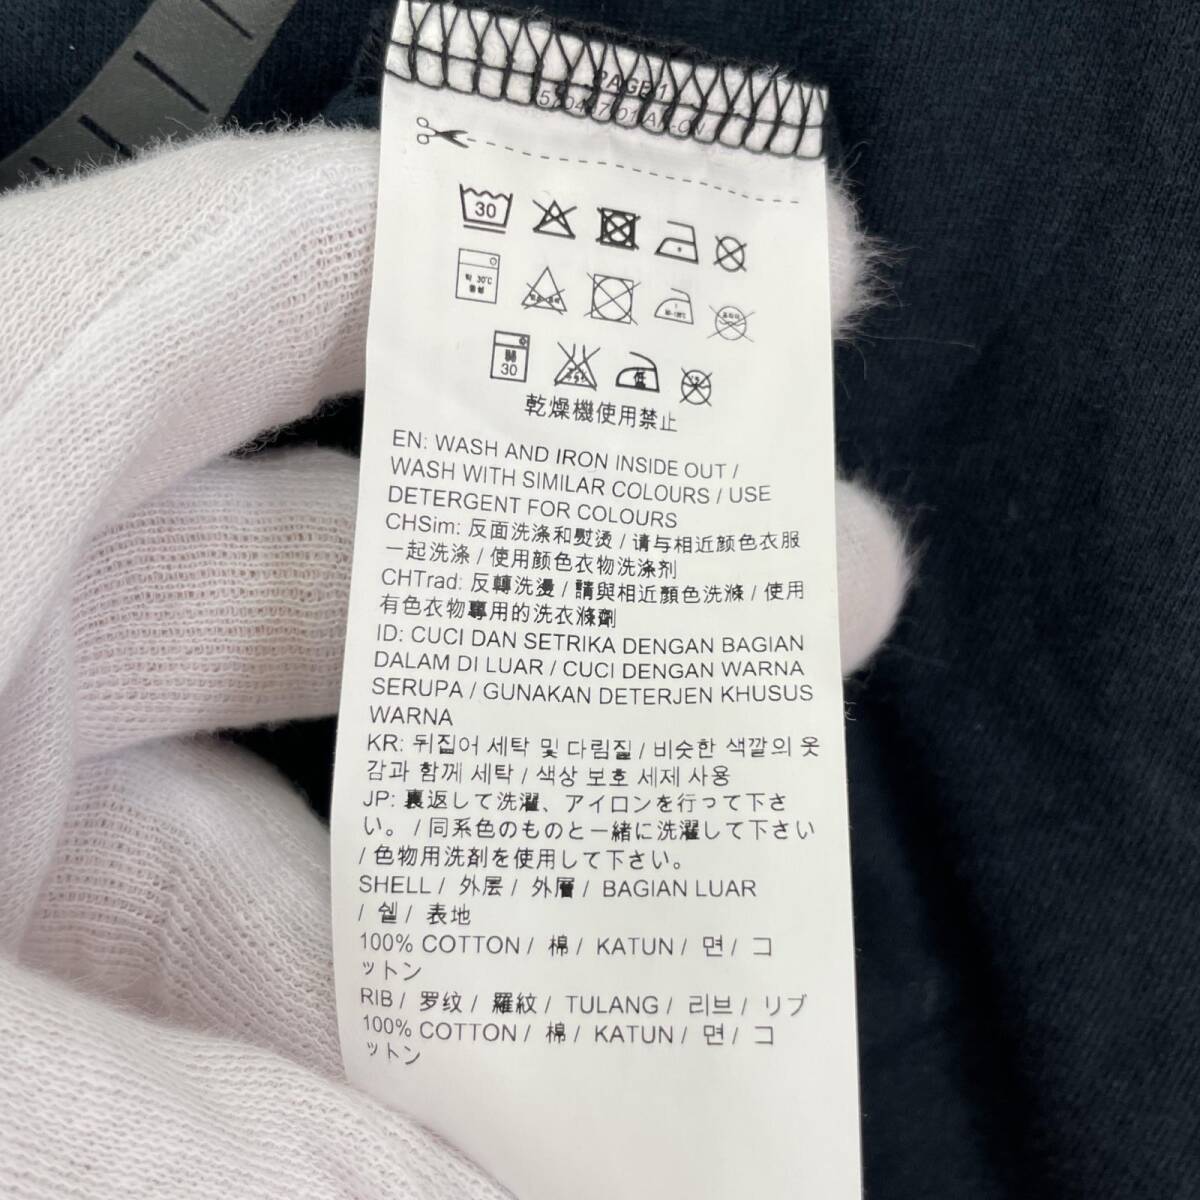 PAGE 1
30
30
乾燥機使用禁止
EN: WASH AND IRON INSIDE OUT /
WASH WITH SIMILAR COLOURS / USE
DETERGENT FOR COLOURS
CHSim: 反面洗涤和熨烫 / 请与相近颜色衣服
一起洗涤 / 使用颜色衣物洗涤剂
CHTrad: 反轉洗燙 / 請與相近顏色洗滌 / 使用
有色衣物專用的洗衣滌劑
ID: CUCI DAN SETRIKA DENGAN BAGIAN
DALAM DI LUAR / CUCI DENGAN WARNA
SERUPA / GUNAKAN DETERJEN KHUSUS
WARNA
KR: 뒤집어 세탁 및 다림질 / 비슷한 색깔의 옷
감과 함께 세탁 / 색상 보호 세제 사용
JP: 裏返して洗濯、アイロンを行って下さ
い。 / 同系色のものと一緒に洗濯して下さい
/ 色物用洗剤を使用して下さい。
SHELL / 外层 / 外層 / BAGIAN LUAR
/ 쉘 / 表地
100% COTTON / 棉 / KATUN / 면 / コ
ットン
RIB / 罗纹 / 羅紋 / TULANG / 리브 / リブ
100% COTTON / 棉 / KATUN / 면 / コ
ットン